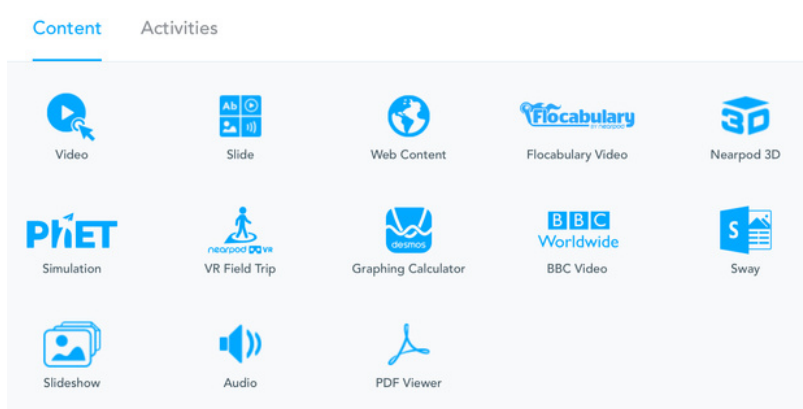 Content Activities
Ab
Flocabulary
in nearpod
3D
Video Slide Web Content Flocabulary Video Nearpod 3D
PhET
nearpod VR
desmos
BBC
Worldwide
S
Simulation VR Field Trip Graphing Calculator BBC Video Sway
Slideshow Audio PDF Viewer